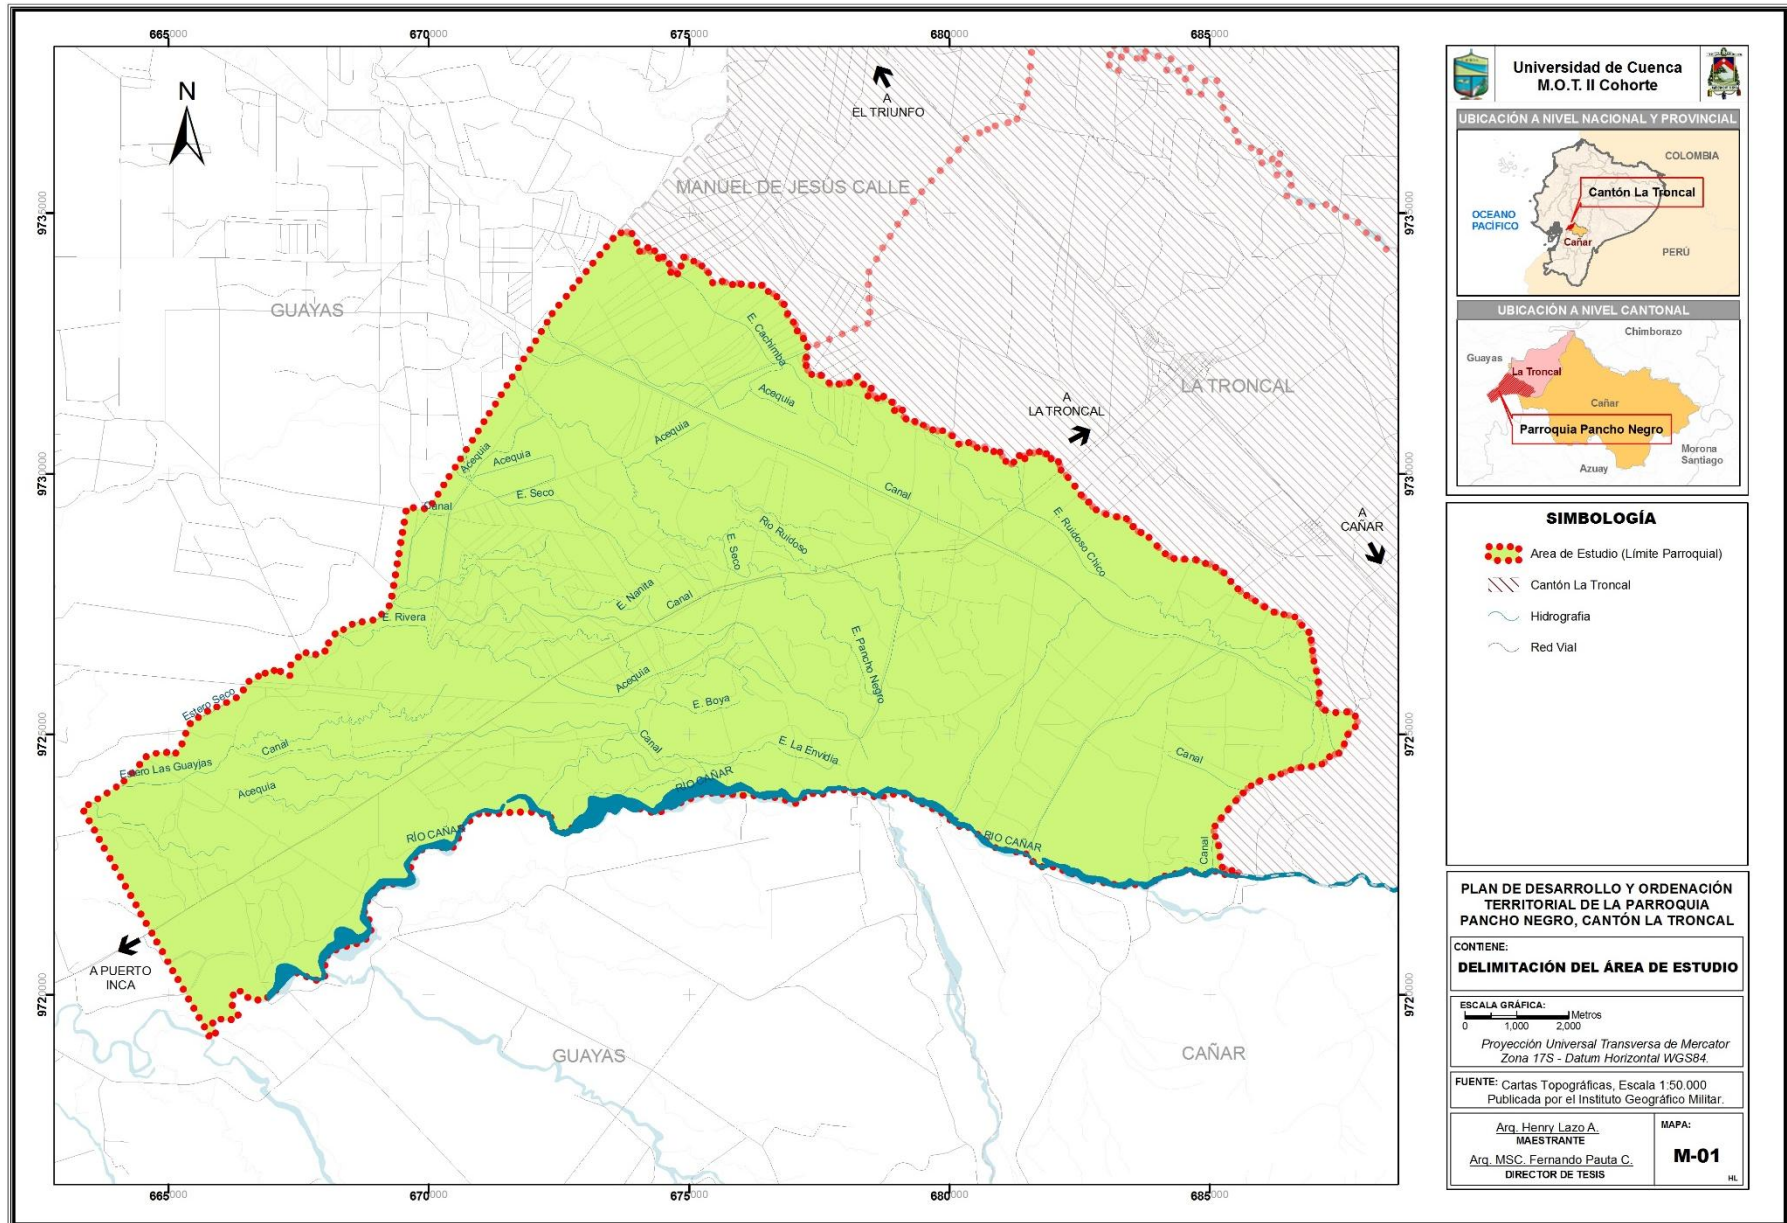 665000
670000
675000
680000
685000
N
A
EL TRIUNFO
MANUEL DE JESÚS CALLE
9735000
9735000
GUAYAS
E. Cachimba
LA TRONCAL
Acequia
A
LA TRONCAL
Acequia
Acequia
Acequia
9730000
9730000
E. Seco
Canal
Canal
A
CAÑAR
Rio Ruidoso
E. Ruidoso Chico
E. Seco
E. Nanita
Canal
E. Rivera
E. Pancho Negro
Acequia
Estero Seco
E. Boya
9725000
9725000
Canal
Canal
E. La Envidia
Canal
Estero Las Guayjas
Acequia
RÍO CAÑAR
RÍO CAÑAR
RIO CAÑAR
Canal
A PUERTO
INCA
9720000
9720000
GUAYAS
CAÑAR
665000
670000
675000
680000
685000
Universidad de Cuenca
M.O.T. II Cohorte
UBICACIÓN A NIVEL NACIONAL Y PROVINCIAL
COLOMBIA
Cantón La Troncal
OCEANO
PACÍFICO
Cañar
PERÚ
UBICACIÓN A NIVEL CANTONAL
Chimborazo
Guayas
La Troncal
Cañar
Parroquia Pancho Negro
Morona
Santiago
Azuay
SIMBOLOGÍA
Area de Estudio (Límite Parroquial)
Cantón La Troncal
Hidrografia
Red Vial
PLAN DE DESARROLLO Y ORDENACIÓN
TERRITORIAL DE LA PARROQUIA
PANCHO NEGRO, CANTÓN LA TRONCAL
CONTIENE:
DELIMITACIÓN DEL ÁREA DE ESTUDIO
ESCALA GRÁFICA:
Metros
0 1,000 2,000
Proyección Universal Transversa de Mercator
Zona 17S - Datum Horizontal WGS84.
FUENTE: Cartas Topográficas, Escala 1:50.000
Publicada por el Instituto Geográfico Militar.
Arq. Henry Lazo A.
MAESTRANTE
Arq. MSC. Fernando Pauta C.
DIRECTOR DE TESIS
MAPA:
M-01
HL